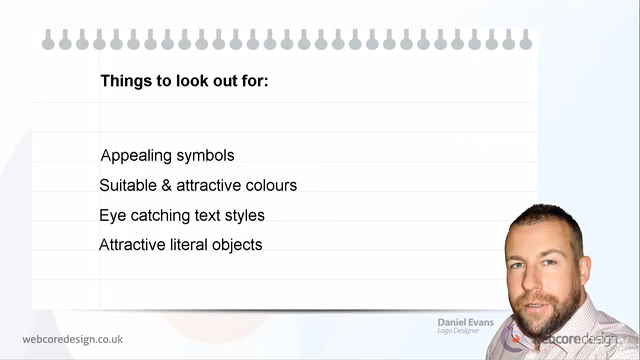 Things to look out for:
Appealing symbols
Suitable & attractive colours
Eye catching text styles
Attractive literal objects
Daniel Evans
Logo Designer
webcoredesign.co.uk
webcoredesign